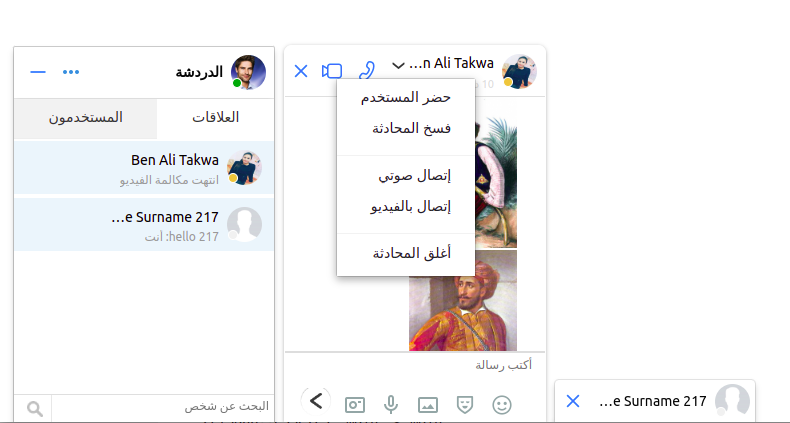 الدردشة
العلاقات
المستخدمون
Ben Ali Takwa
انتهت مكالمة الفيديو
...e Surname 217
hello 217: أنت
البحث عن شخص
...n Ali Takwa
10
حضر المستخدم
فسخ المحادثة
إتصال صوتي
إتصال بالفيديو
أغلق المحادثة
أكتب رسالة
...e Surname 217